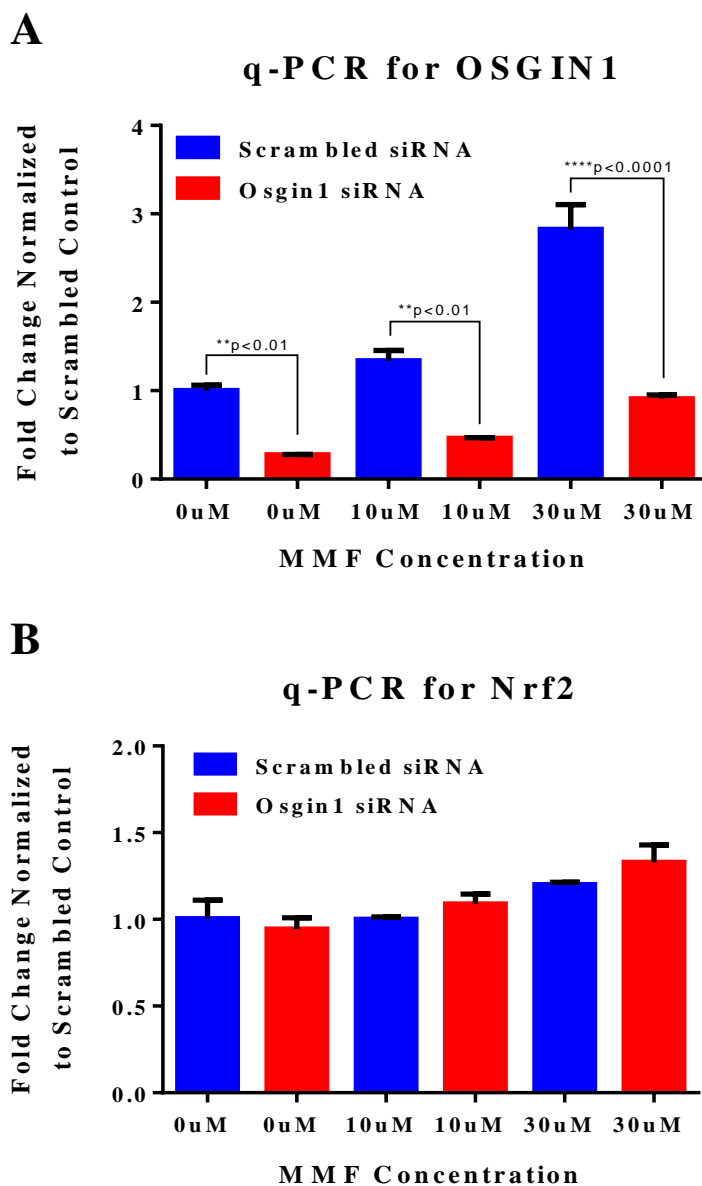 A
q-PCR for OSGIN1
Fold Change Normalized
to Scrambled Control
4
3
2
1
0
Scrambled siRNA
Osgin1 siRNA
**p<0.01
**p<0.01
****p<0.0001
0uM 0uM 10uM 10uM 30uM 30uM
MMF Concentration
B
q-PCR for Nrf2
Fold Change Normalized
to Scrambled Control
2.0
1.5
1.0
0.5
0.0
Scrambled siRNA
Osgin1 siRNA
0uM 0uM 10uM 10uM 30uM 30uM
MMF Concentration